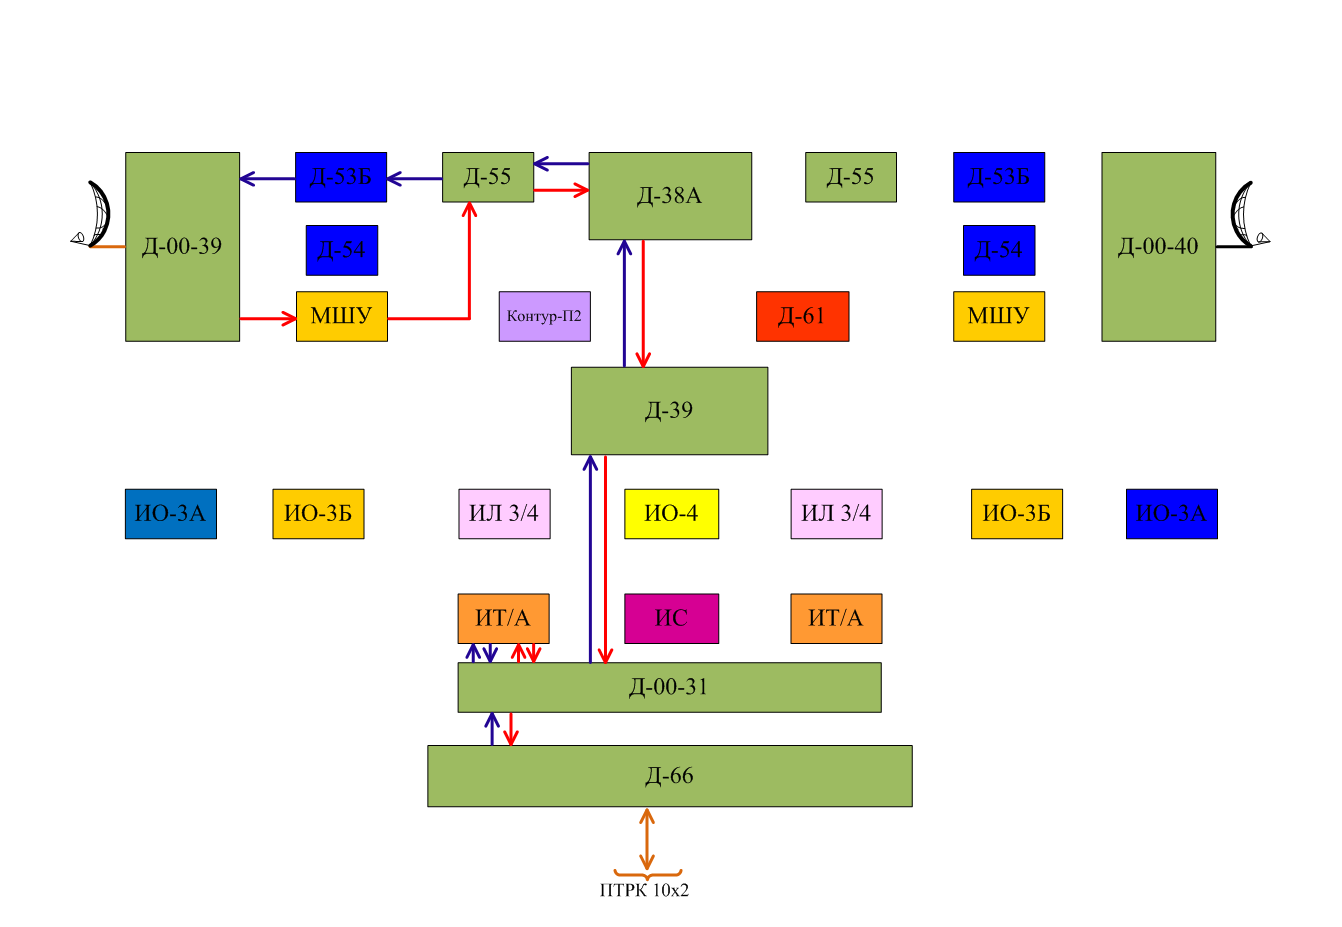 Д-53Б
Д-55
Д-38А
Д-55
Д-53Б
Д-00-39
Д-54
Д-54
Д-00-40
МШУ
Контур-П2
Д-61
МШУ
Д-39
ИО-3А
ИО-3Б
ИЛ 3/4
ИО-4
ИЛ 3/4
ИО-3Б
ИО-3А
ИТ/А
ИС
ИТ/А
Д-00-31
Д-66
ПТРК 10х2